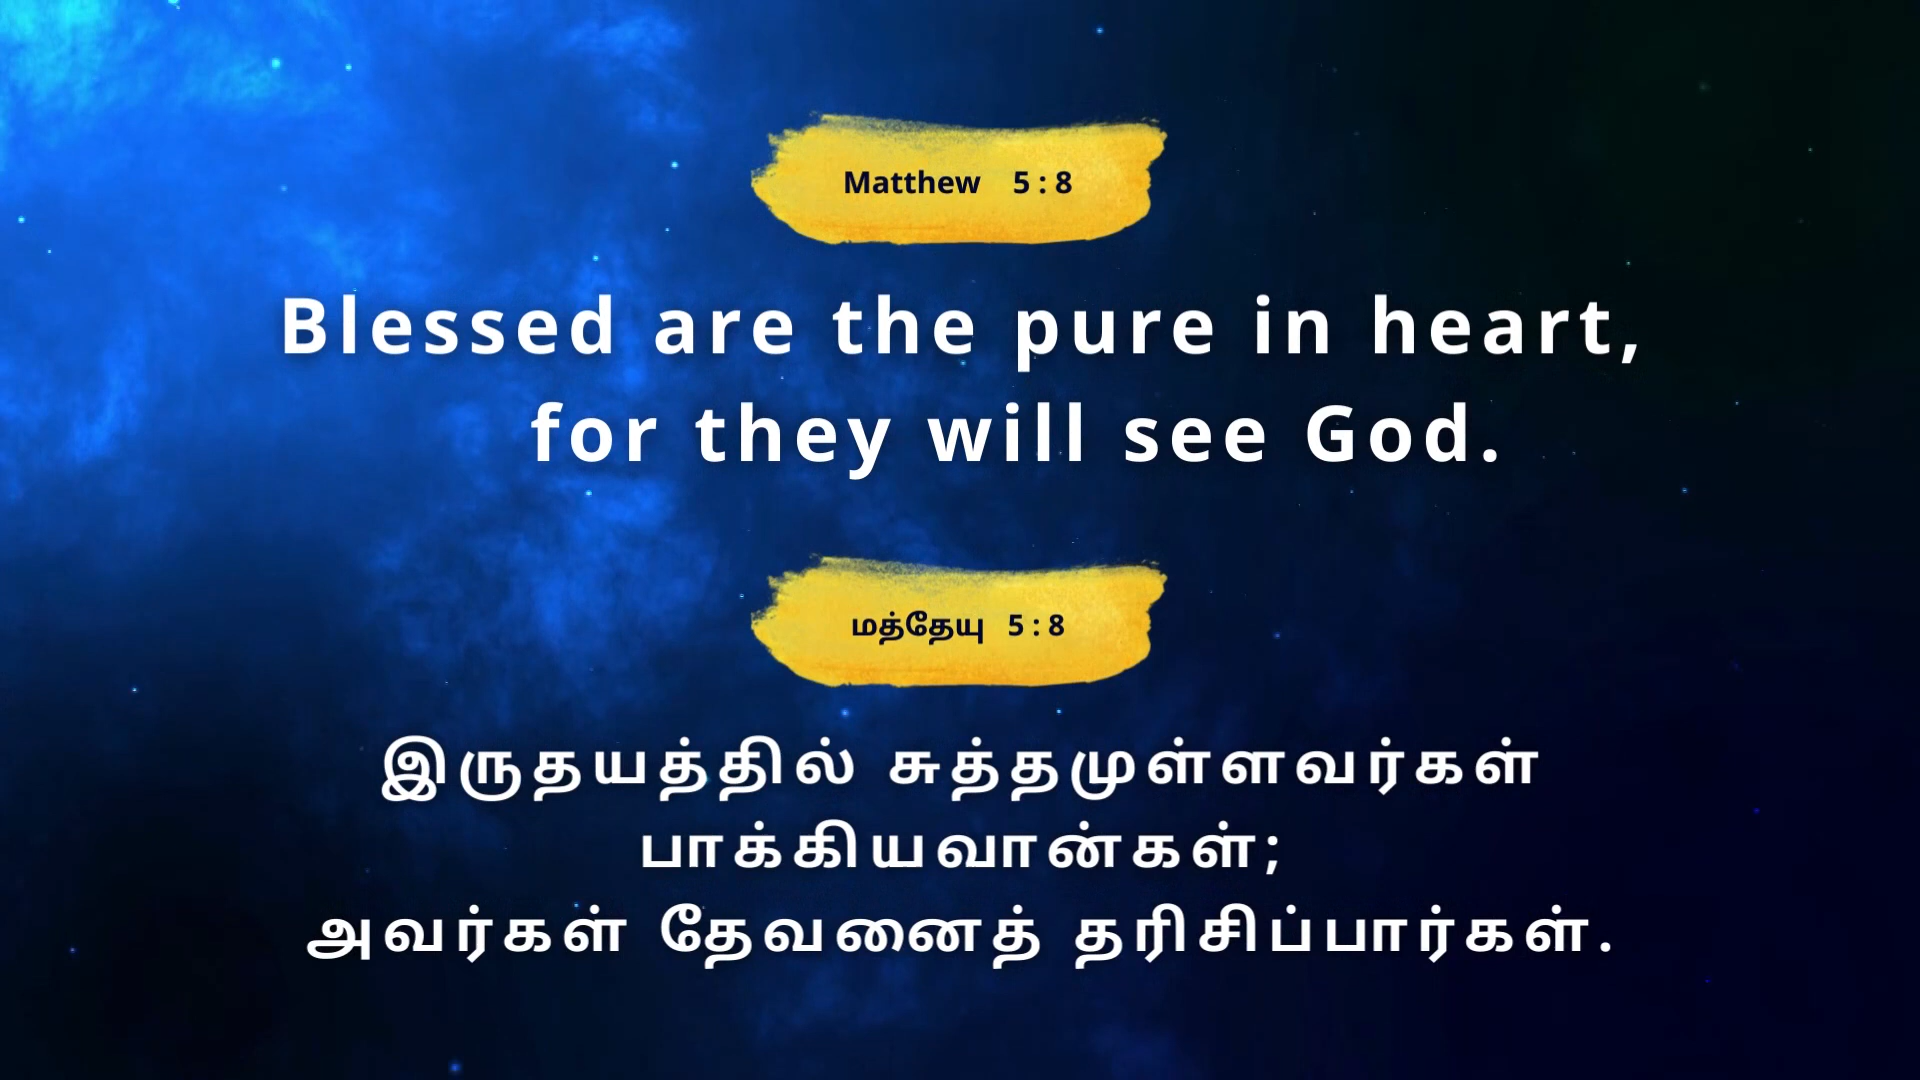 Matthew 5 : 8
Blessed are the pure in heart,
for they will see God.
மத்தேயு 5 : 8
இருதயத்தில் சுத்தமுள்ளவர்கள்
பாக்கியவான்கள்;
அவர்கள் தேவனைத் தரிசிப்பார்கள்.